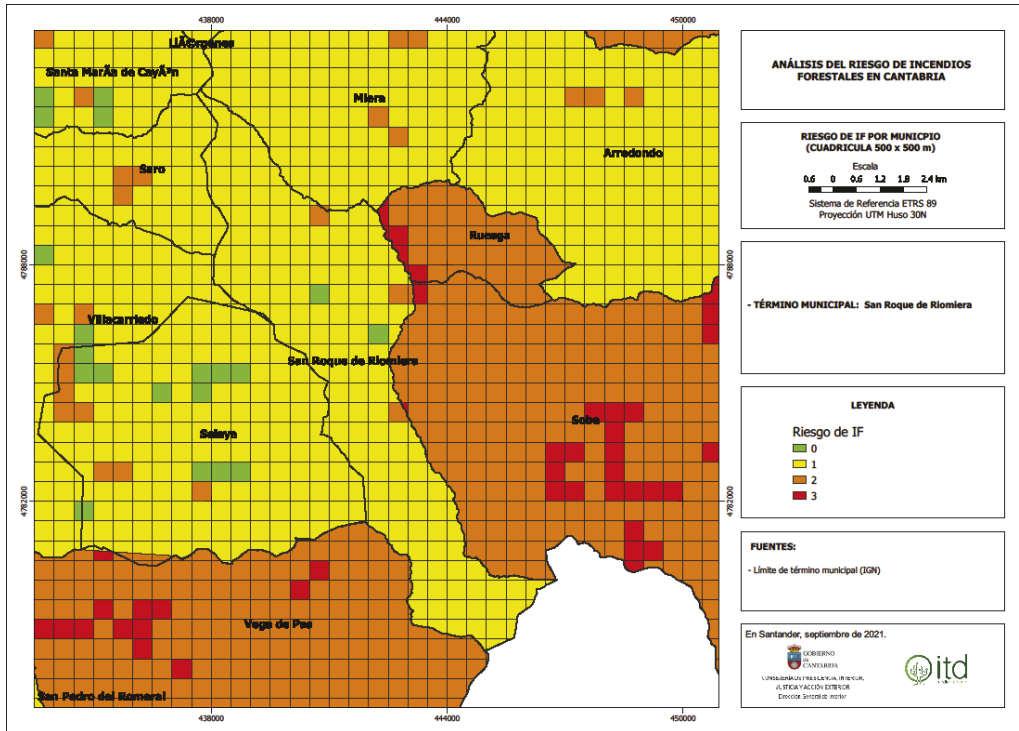 438000
444000
450000
LiÃ©rganes
Santa MarÃ­a de CayÃ³n
Miera
Saro
Arredondo
Ruesga
4788000
4788000
Villacarriedo
San Roque de Riomiera
Soba
Selaya
4782000
4782000
Vega de Pas
San Pedro del Romeral
438000
444000
450000
ANÁLISIS DEL RIESGO DE INCENDIOS
FORESTALES EN CANTABRIA
RIESGO DE IF POR MUNICPIO
(CUADRICULA 500 x 500 m)
Escala
0.6 0 0.6 1.2 1.8 2.4 km
Sistema de Referencia ETRS 89
Proyección UTM Huso 30N
- TÉRMINO MUNICIPAL: San Roque de Riomiera
LEYENDA
Riesgo de IF
0
1
2
3
FUENTES:
- Límite de término municipal (IGN)
En Santander, septiembre de 2021.
GOBIERNO
de
CANTABRIA
CONSEJERÍA DE PRESIDENCIA, INTERIOR,
JUSTICIA Y ACCIÓN EXTERIOR
Dirección General de Interior
itd